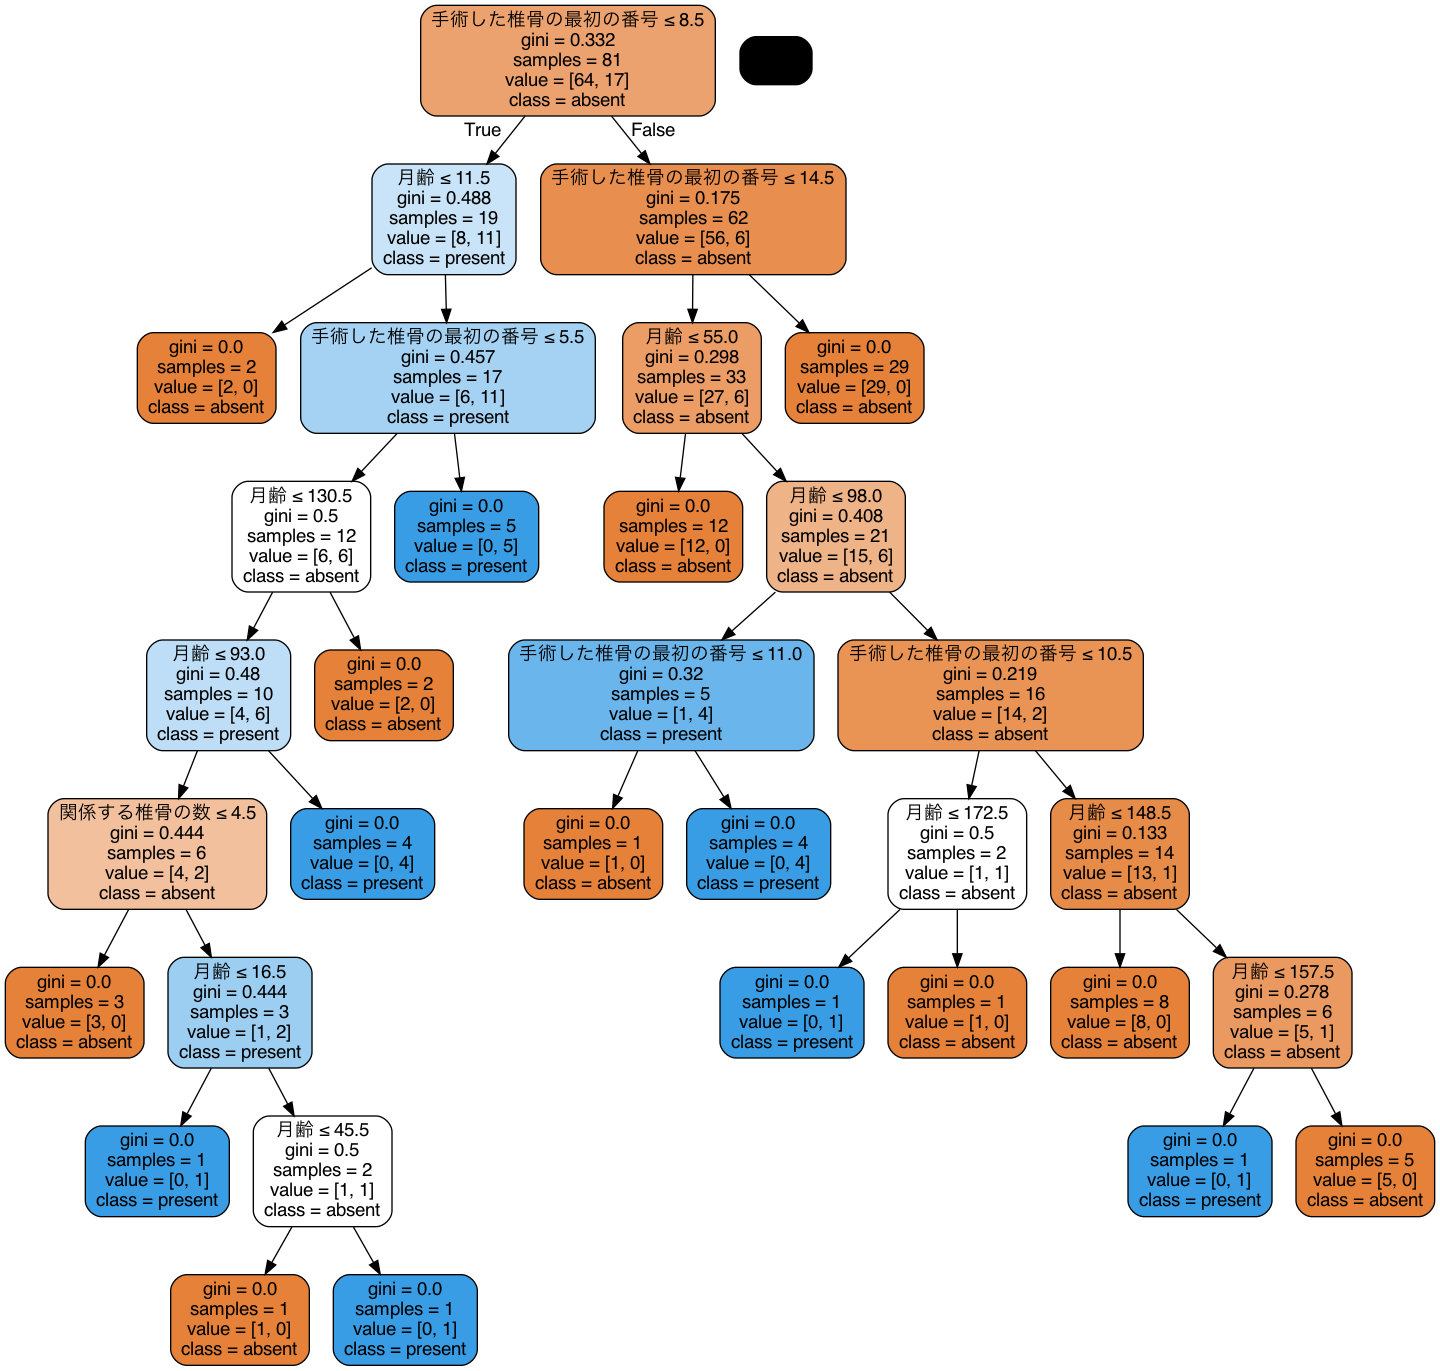 手術した椎骨の最初の番号 ≤ 8.5
gini = 0.332
samples = 81
value = [64, 17]
class = absent
True
False
月齢 ≤ 11.5
gini = 0.488
samples = 19
value = [8, 11]
class = present
手術した椎骨の最初の番号 ≤ 14.5
gini = 0.175
samples = 62
value = [56, 6]
class = absent
gini = 0.0
samples = 2
value = [2, 0]
class = absent
手術した椎骨の最初の番号 ≤ 5.5
gini = 0.457
samples = 17
value = [6, 11]
class = present
月齢 ≤ 55.0
gini = 0.298
samples = 33
value = [27, 6]
class = absent
gini = 0.0
samples = 29
value = [29, 0]
class = absent
月齢 ≤ 130.5
gini = 0.5
samples = 12
value = [6, 6]
class = absent
gini = 0.0
samples = 5
value = [0, 5]
class = present
gini = 0.0
samples = 12
value = [12, 0]
class = absent
月齢 ≤ 98.0
gini = 0.408
samples = 21
value = [15, 6]
class = absent
月齢 ≤ 93.0
gini = 0.48
samples = 10
value = [4, 6]
class = present
gini = 0.0
samples = 2
value = [2, 0]
class = absent
手術した椎骨の最初の番号 ≤ 11.0
gini = 0.32
samples = 5
value = [1, 4]
class = present
手術した椎骨の最初の番号 ≤ 10.5
gini = 0.219
samples = 16
value = [14, 2]
class = absent
関係する椎骨の数 ≤ 4.5
gini = 0.444
samples = 6
value = [4, 2]
class = absent
gini = 0.0
samples = 4
value = [0, 4]
class = present
gini = 0.0
samples = 1
value = [1, 0]
class = absent
gini = 0.0
samples = 4
value = [0, 4]
class = present
月齢 ≤ 172.5
gini = 0.5
samples = 2
value = [1, 1]
class = absent
月齢 ≤ 148.5
gini = 0.133
samples = 14
value = [13, 1]
class = absent
gini = 0.0
samples = 3
value = [3, 0]
class = absent
月齢 ≤ 16.5
gini = 0.444
samples = 3
value = [1, 2]
class = present
gini = 0.0
samples = 1
value = [0, 1]
class = present
gini = 0.0
samples = 1
value = [1, 0]
class = absent
gini = 0.0
samples = 8
value = [8, 0]
class = absent
月齢 ≤ 157.5
gini = 0.278
samples = 6
value = [5, 1]
class = absent
gini = 0.0
samples = 1
value = [0, 1]
class = present
月齢 ≤ 45.5
gini = 0.5
samples = 2
value = [1, 1]
class = absent
gini = 0.0
samples = 1
value = [0, 1]
class = present
gini = 0.0
samples = 5
value = [5, 0]
class = absent
gini = 0.0
samples = 1
value = [1, 0]
class = absent
gini = 0.0
samples = 1
value = [0, 1]
class = present